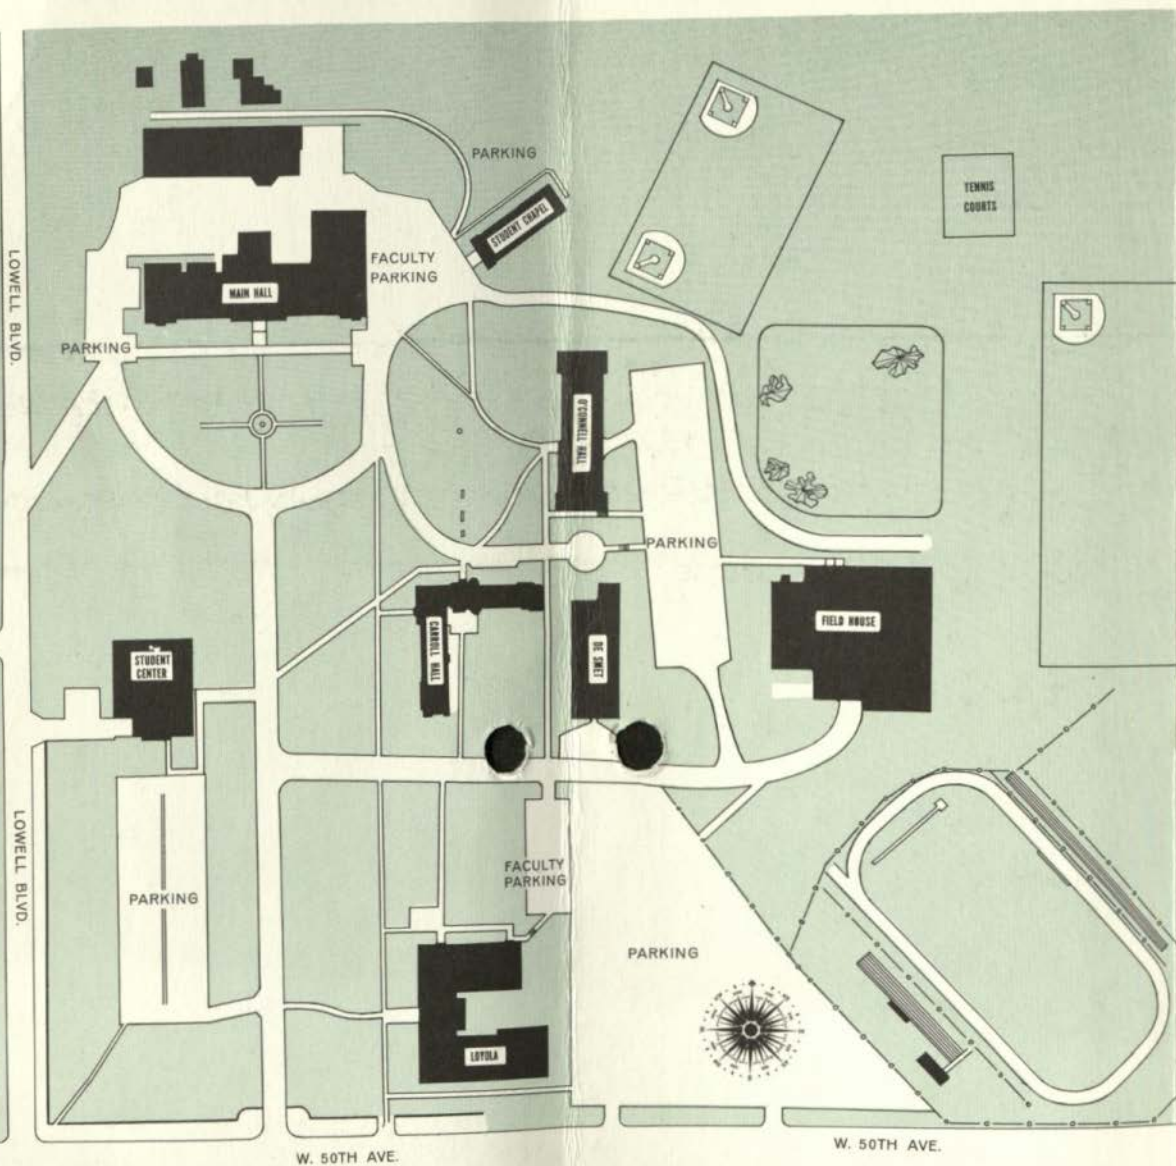 PARKING
STUDENT CHAPEL
TENNIS
COURTS
LOWELL BLVD.
FACULTY
PARKING
MAIN HALL
PARKING
O'CONNELL HALL
PARKING
CARROLL HALL
DE SMET
FIELD HOUSE
STUDENT
CENTER
LOWELL BLVD.
FACULTY
PARKING
PARKING
PARKING
LOYOLA
W. 50TH AVE.
W. 50TH AVE.